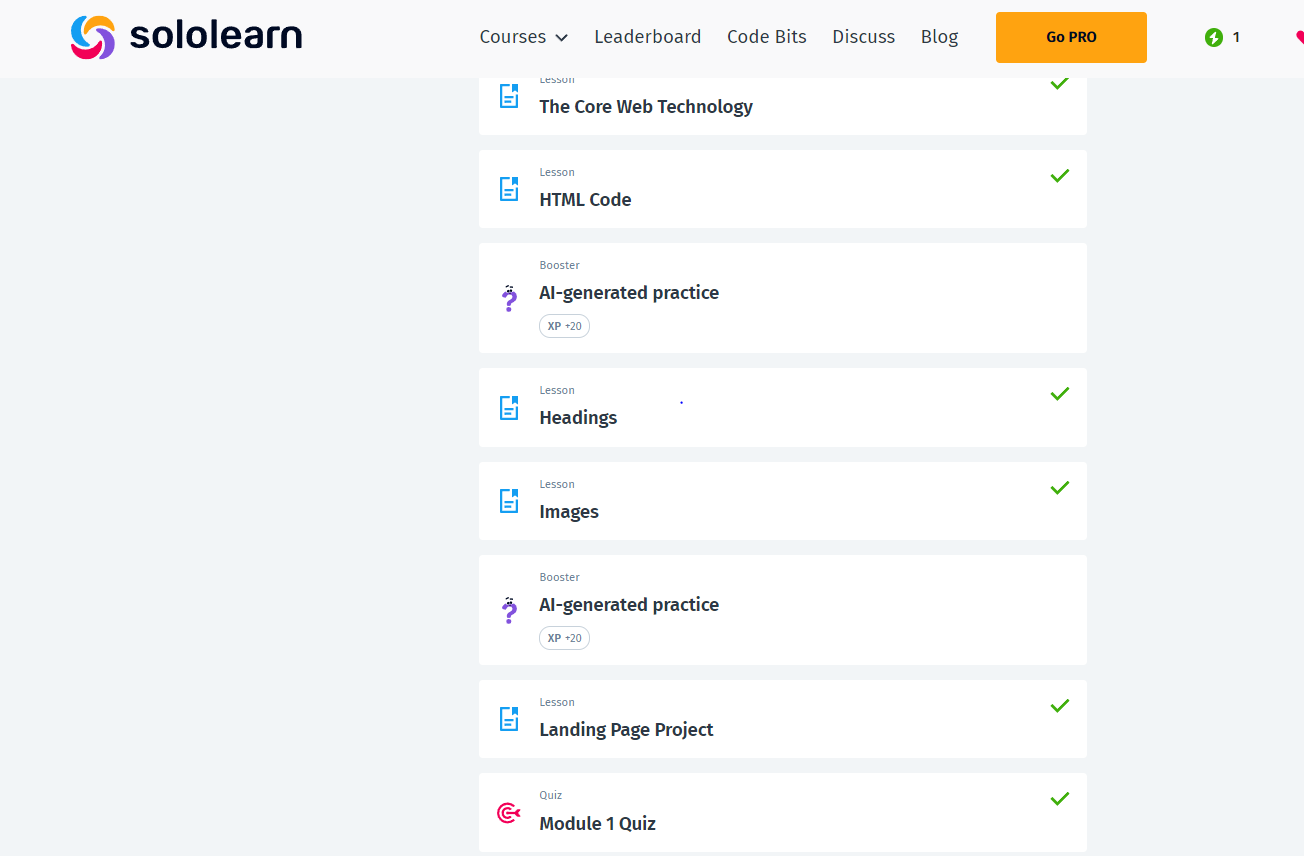 sololearn
Courses Leaderboard Code Bits Discuss Blog Go PRO 1
Lesson
The Core Web Technology
Lesson
HTML Code
Booster
AI-generated practice
XP +20
Lesson
Headings
Lesson
Images
Booster
AI-generated practice
XP +20
Lesson
Landing Page Project
Quiz
Module 1 Quiz